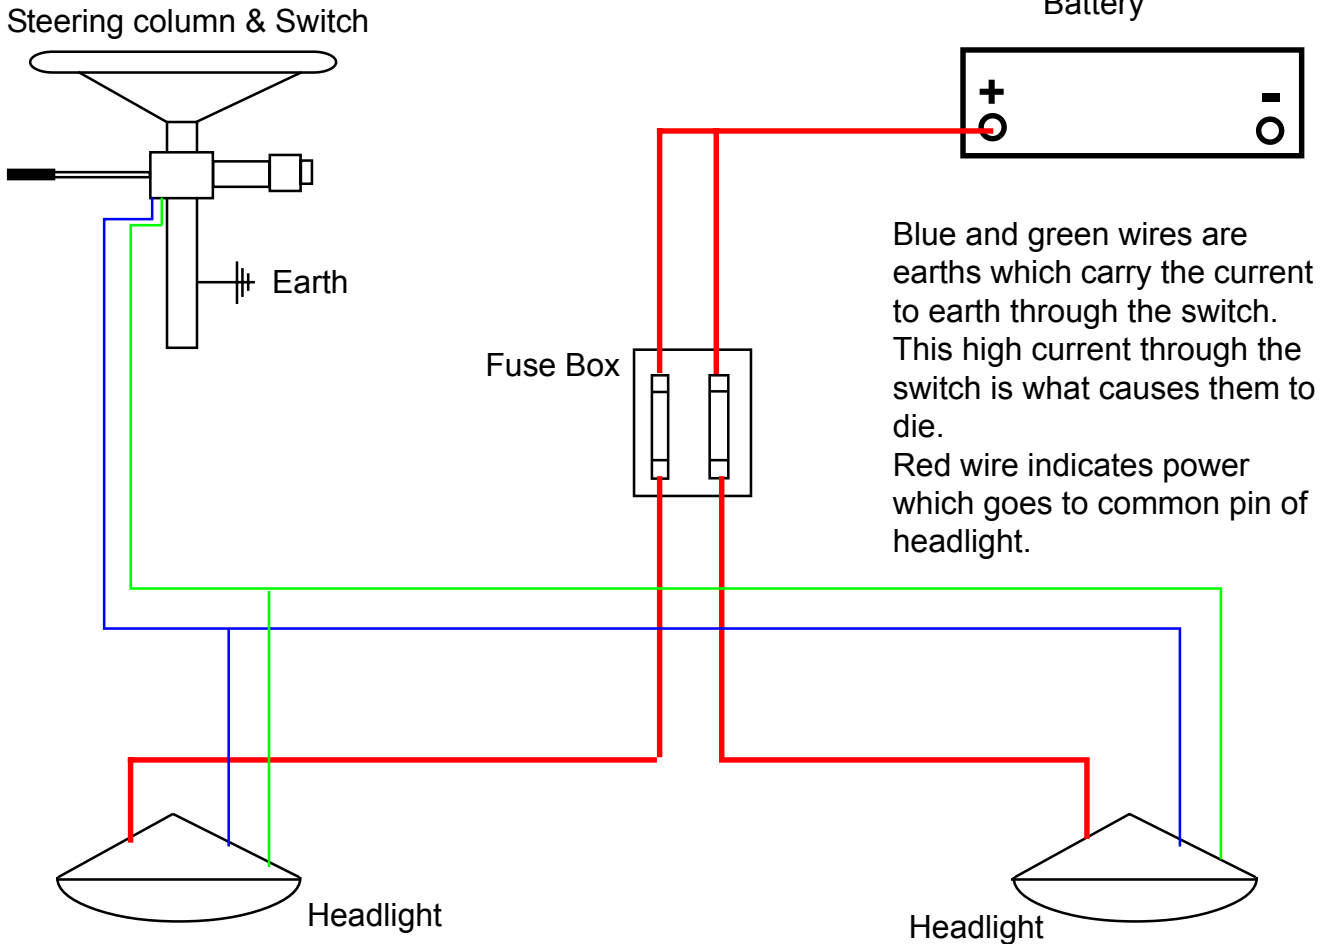 Steering column & Switch
Battery
+
-
Earth
Fuse Box
Blue and green wires are
earths which carry the current
to earth through the switch.
This high current through the
switch is what causes them to
die.
Red wire indicates power
which goes to common pin of
headlight.
Headlight
Headlight